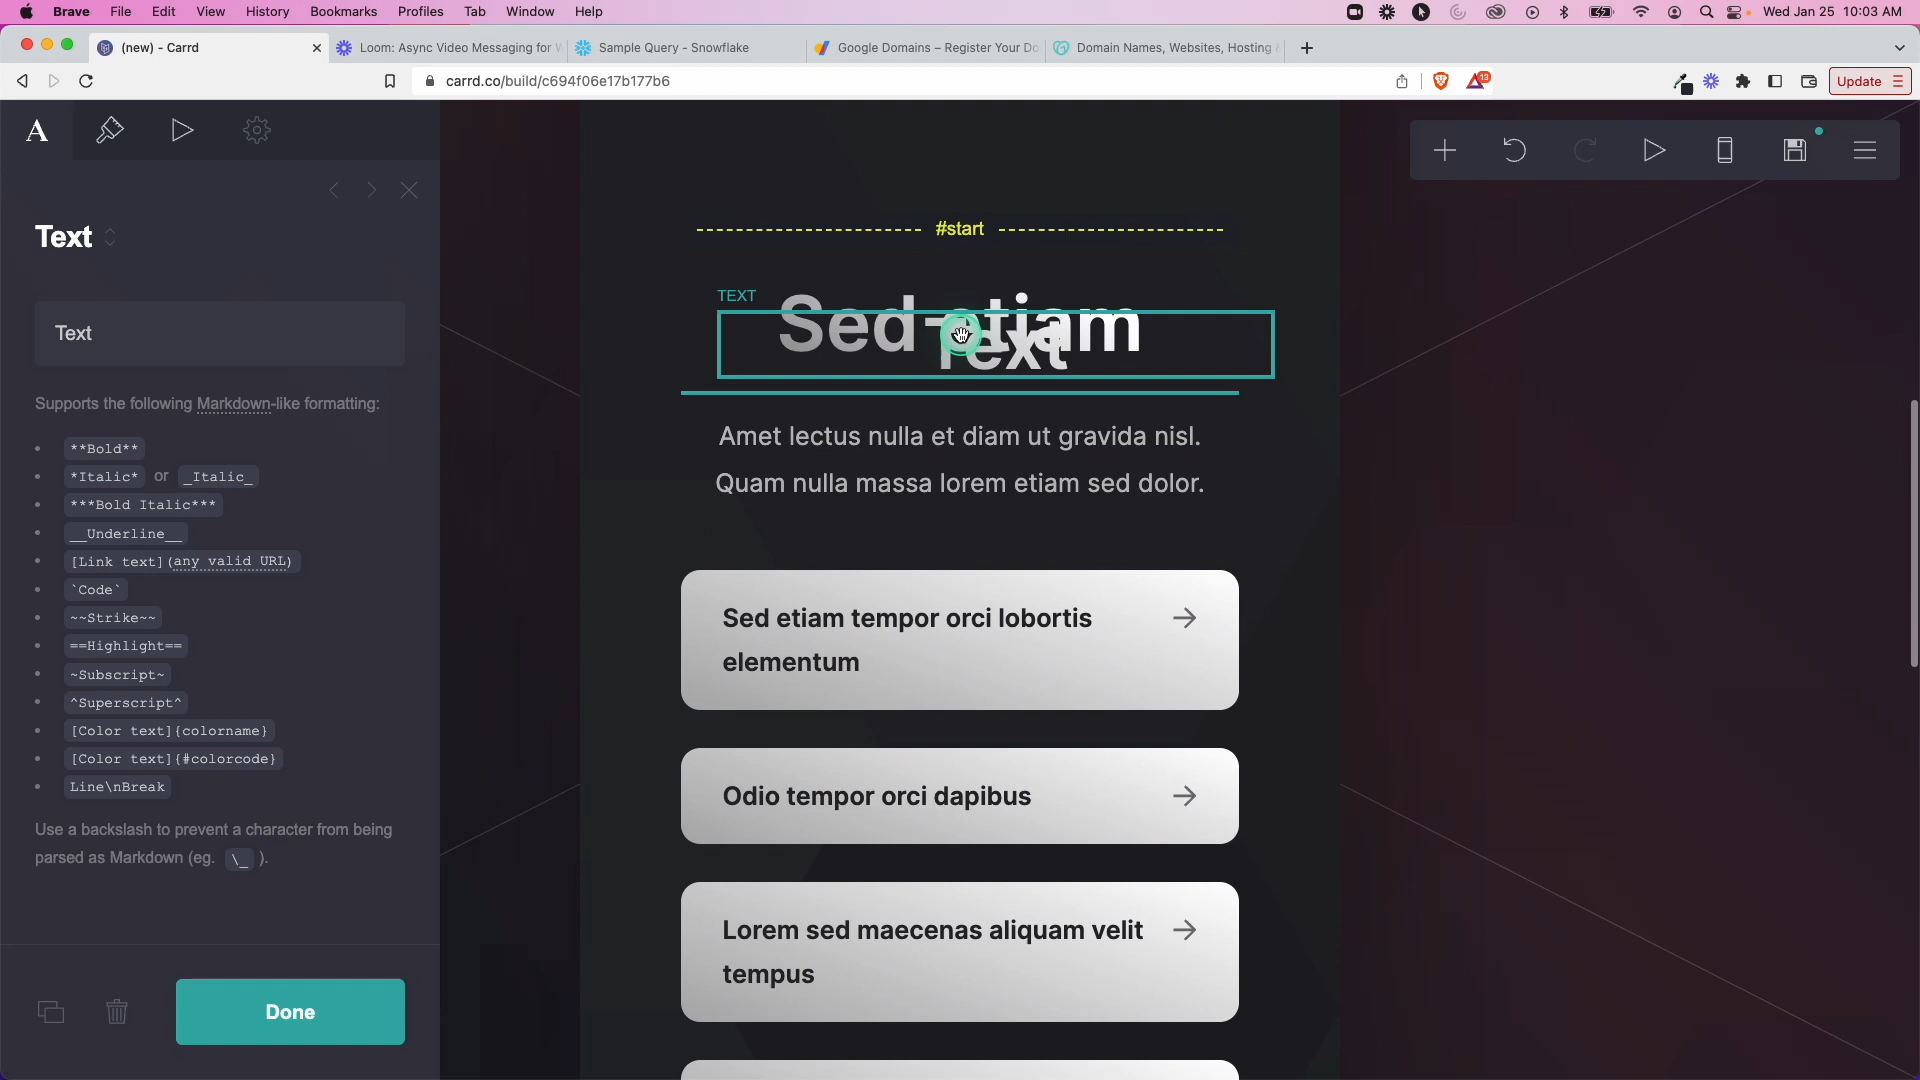 Brave File Edit View History Bookmarks Profiles Tab Window Help Wed Jan 25 10:03 AM
(new) - Carrd Loom: Async Video Messaging for Sample Query - Snowflake Google Domains – Register Your Do Domain Names, Websites, Hosting &
carrd.co/build/c694f06e17b177b6 13 Update
A
Text
Text
Supports the following Markdown-like formatting:
**Bold**
*Italic* or _Italic_
***Bold Italic***
__Underline__
[Link text](any valid URL)
`Code`
~~Strike~~
==Highlight==
~Subscript~
^Superscript^
[Color text]{colorname}
[Color text]{#colorcode}
Line\nBreak
Use a backslash to prevent a character from being
parsed as Markdown (eg. \_ ).
Done
#start
TEXT
Sed etiam
Text
Amet lectus nulla et diam ut gravida nisl.
Quam nulla massa lorem etiam sed dolor.
Sed etiam tempor orci lobortis
elementum
Odio tempor orci dapibus
Lorem sed maecenas aliquam velit
tempus